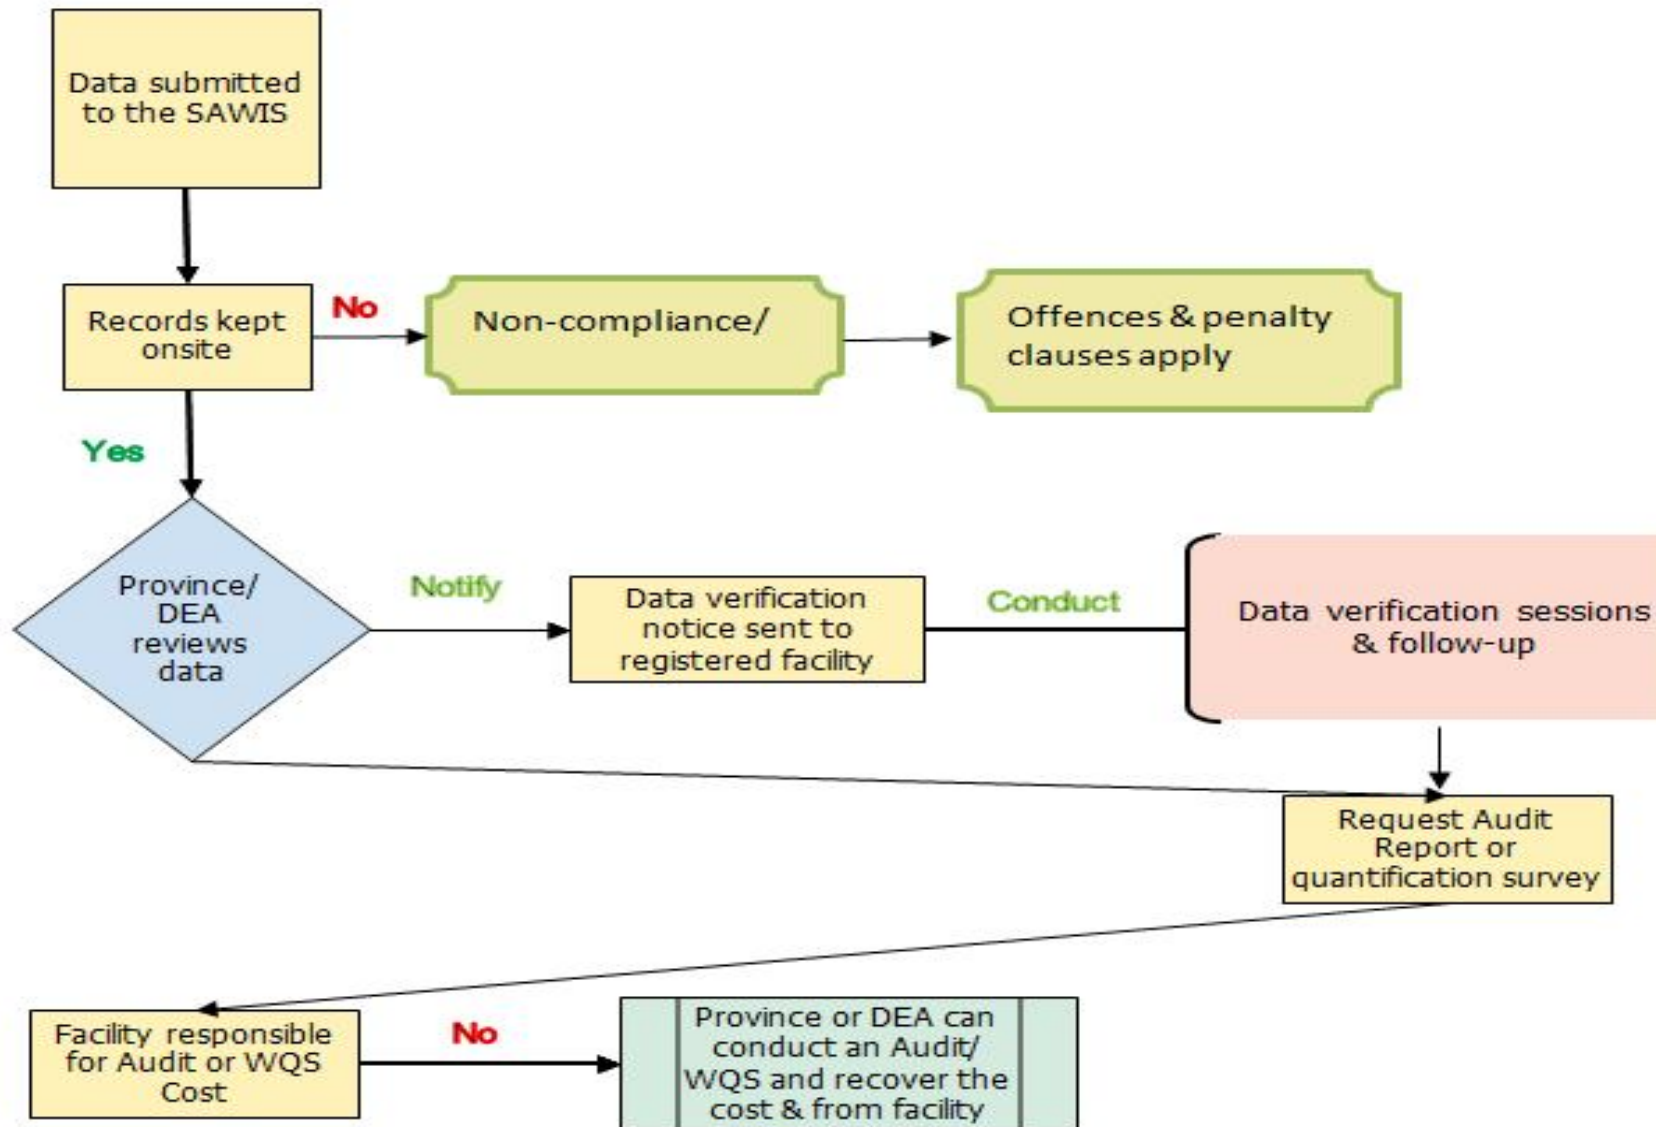 Data submitted
to the SAWIS
Records kept
onsite
No
Non-compliance/
Offences & penalty
clauses apply
Yes
Province/
DEA
reviews
data
Notify
Data verification
notice sent to
registered facility
Conduct
Data verification sessions
& follow-up
Request Audit
Report or
quantification survey
Facility responsible
for Audit or WQS
Cost
No
Province or DEA can
conduct an Audit/
WQS and recover the
cost & from facility